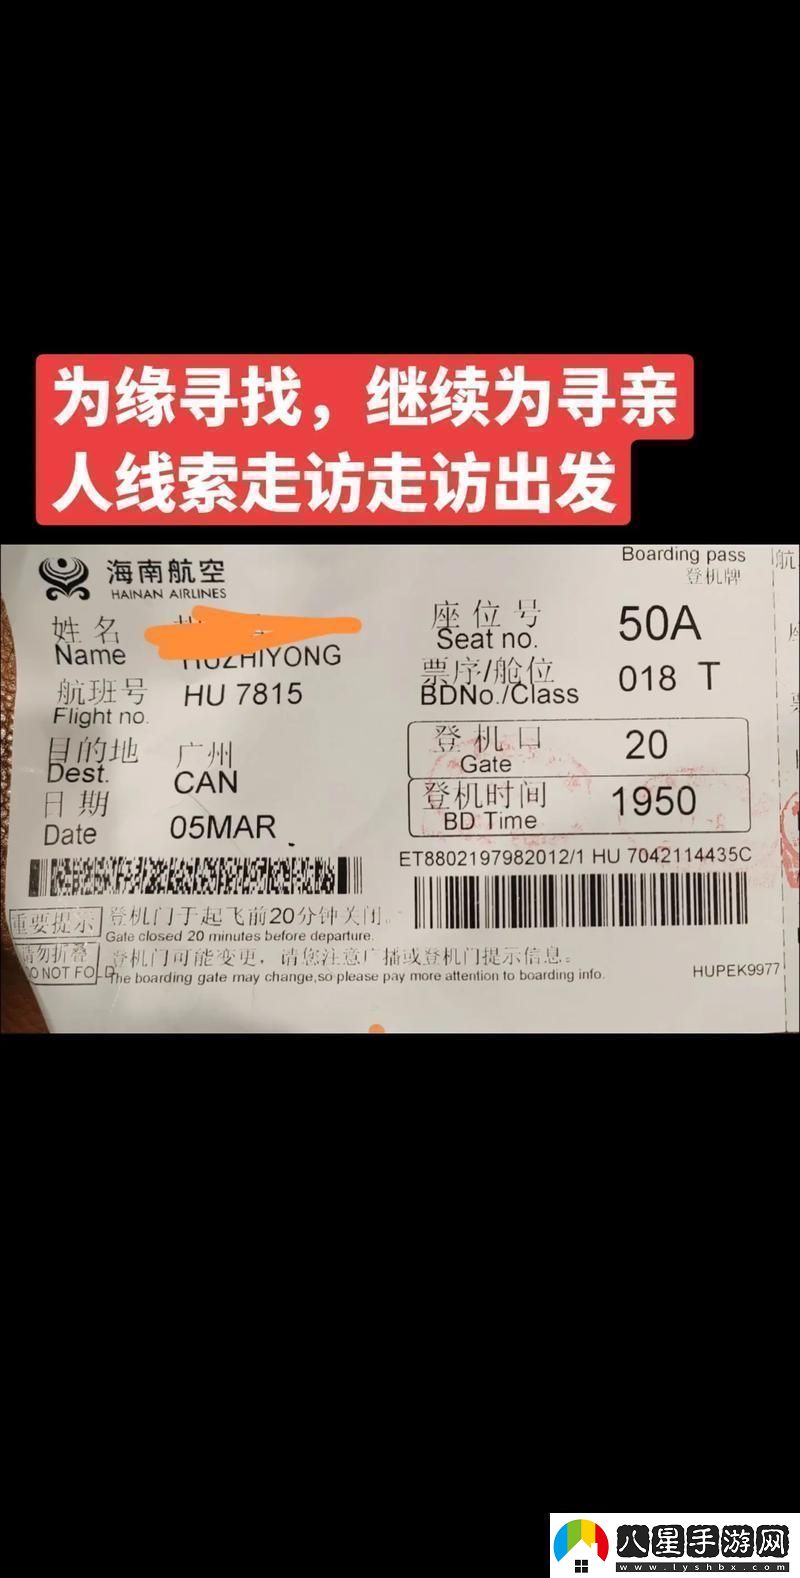 为缘寻找，继续为寻亲
人线索走访走访出发
海南航空
HAINAN AIRLINES
Boarding pass
登机牌
航
姓名
Name
HUZHIYONG
座位号
Seat no.
50A
航班号
Flight no.
HU 7815
票序/舱位
BDNo./Class
018 T
目的地
Dest.
广州
CAN
登机口
Gate
20
日期
Date
05MAR
登机时间
BD Time
1950
ET8802197982012/1 HU 7042114435C
重要提示
登机门于起飞前20分钟关闭。
Gate closed 20 minutes before departure.
请勿折叠
DO NOT FOLD
登机门可能变更，请您注意广播或登机门提示信息。
The boarding gate may change,so please pay more attention to boarding info.
HUPEK9977
八星手游网
www.lyshbx.com